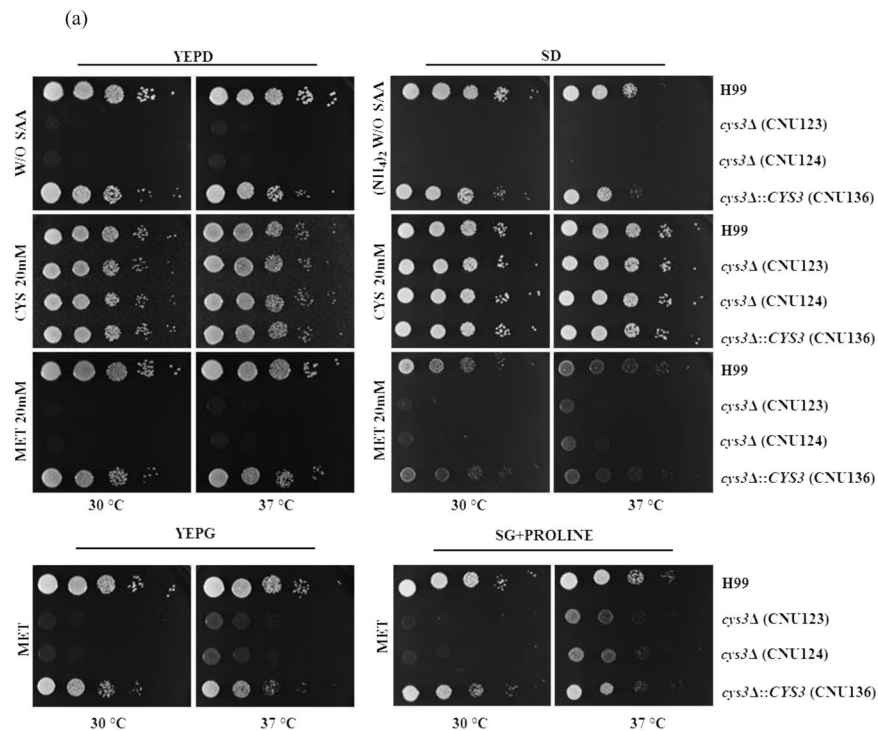 (a)
YEPD SD
W/O SAA
(NH4)2 W/O SAA
H99
cys3Δ (CNU123)
cys3Δ (CNU124)
cys3Δ::CYS3 (CNU136)
CYS 20mM
CYS 20mM
H99
cys3Δ (CNU123)
cys3Δ (CNU124)
cys3Δ::CYS3 (CNU136)
MET 20mM
MET 20mM
H99
cys3Δ (CNU123)
cys3Δ (CNU124)
cys3Δ::CYS3 (CNU136)
30 °C 37 °C 30 °C 37 °C
YEPG SG+PROLINE
MET
MET
H99
cys3Δ (CNU123)
cys3Δ (CNU124)
cys3Δ::CYS3 (CNU136)
30 °C 37 °C 30 °C 37 °C